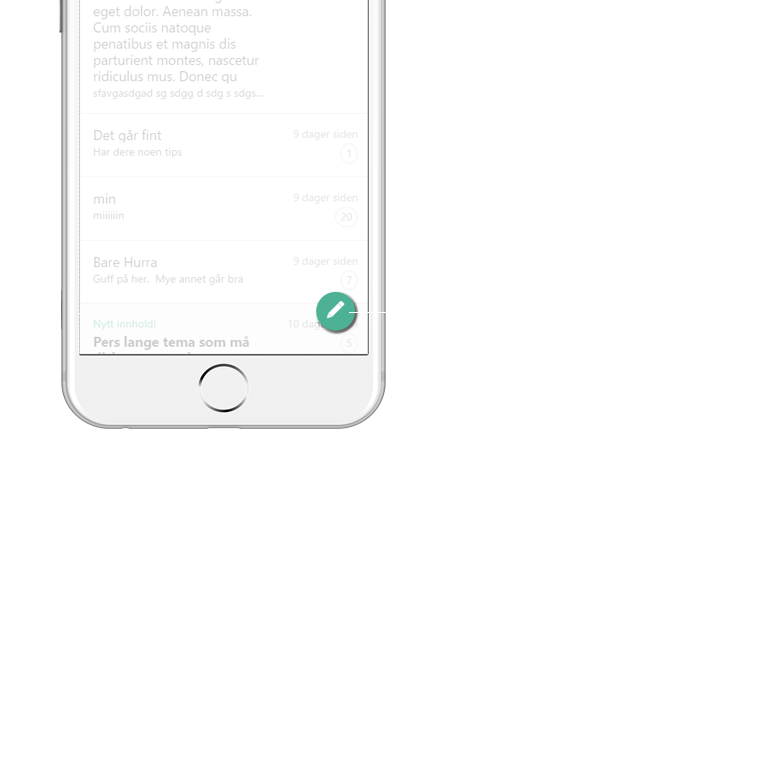 eget dolor. Aenean massa.
Cum sociis natoque
penatibus et magnis dis
parturient montes, nascetur
ridiculus mus. Donec qu
sfavgasdgad sg sdgg d sdg s sdgs...
Det går fint
9 dager siden
Har dere noen tips
1
min
9 dager siden
miiiiiin
20
Bare Hurra
9 dager siden
Guff på her. Mye annet går bra
7
Nytt innhold!
10 dag
Pers lange tema som må
5